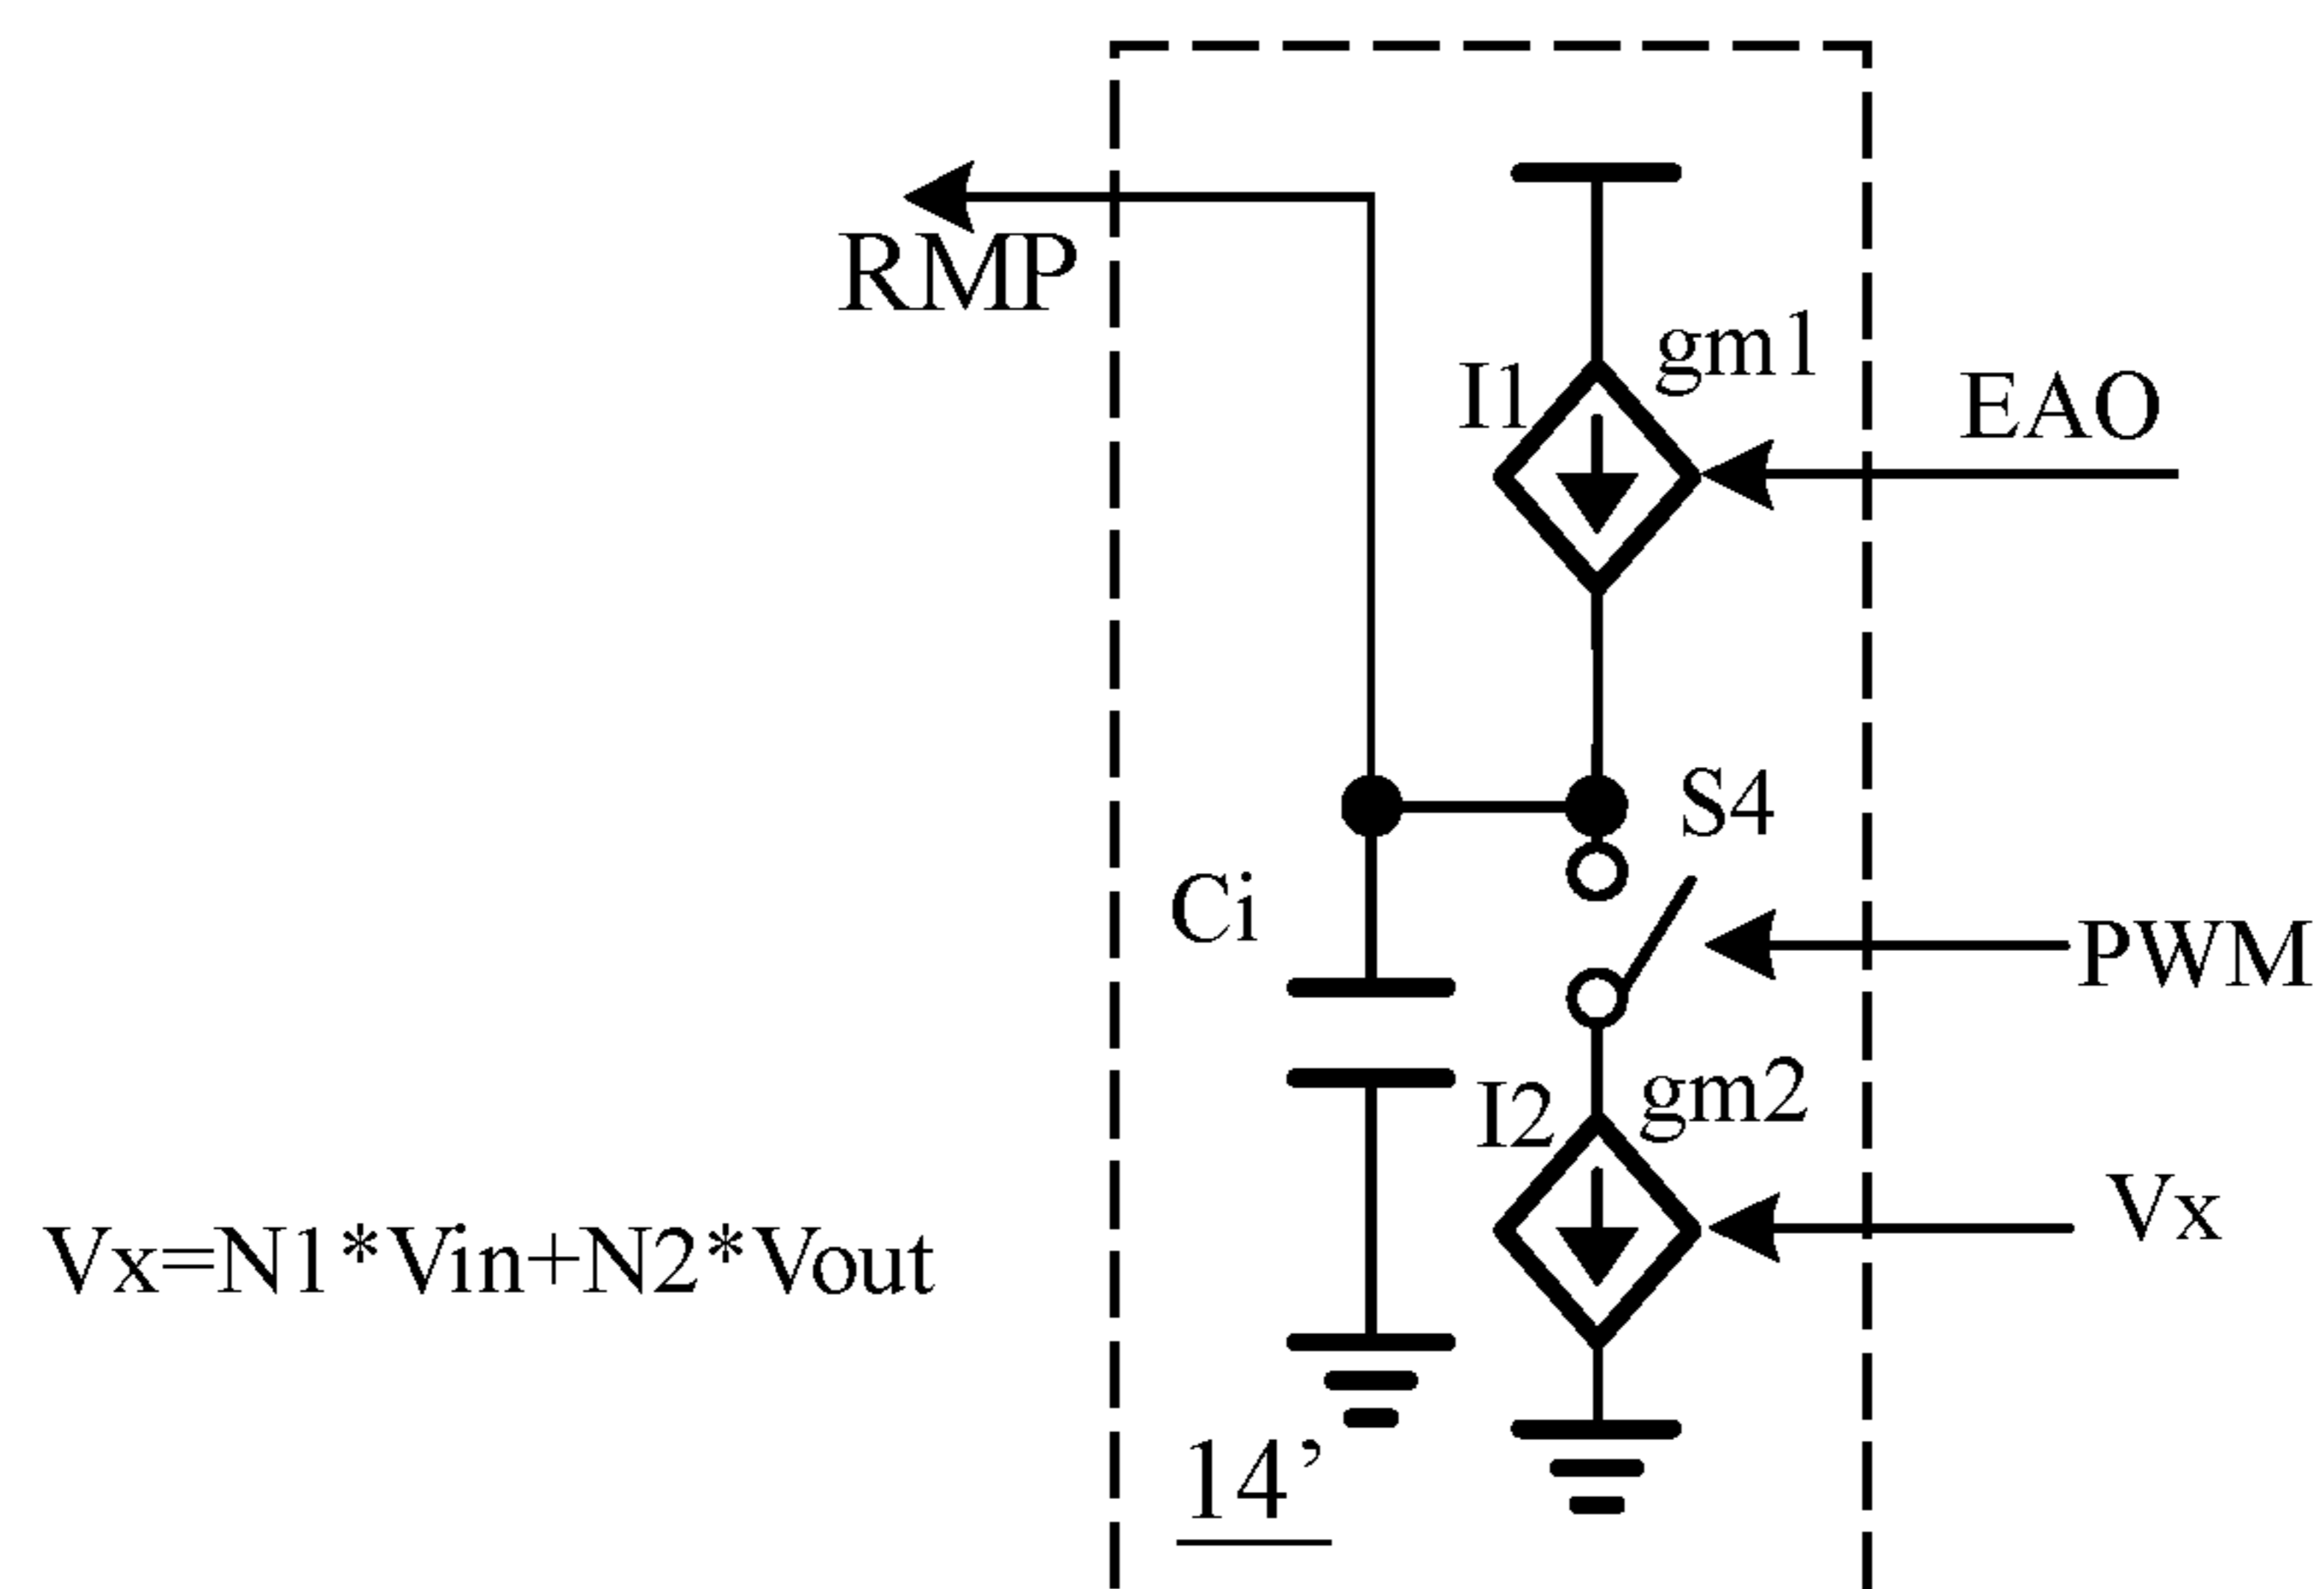 RMP
gm1
I1
EAO
S4
Ci
PWM
gm2
I2
Vx
Vx=N1*Vin+N2*Vout
14’